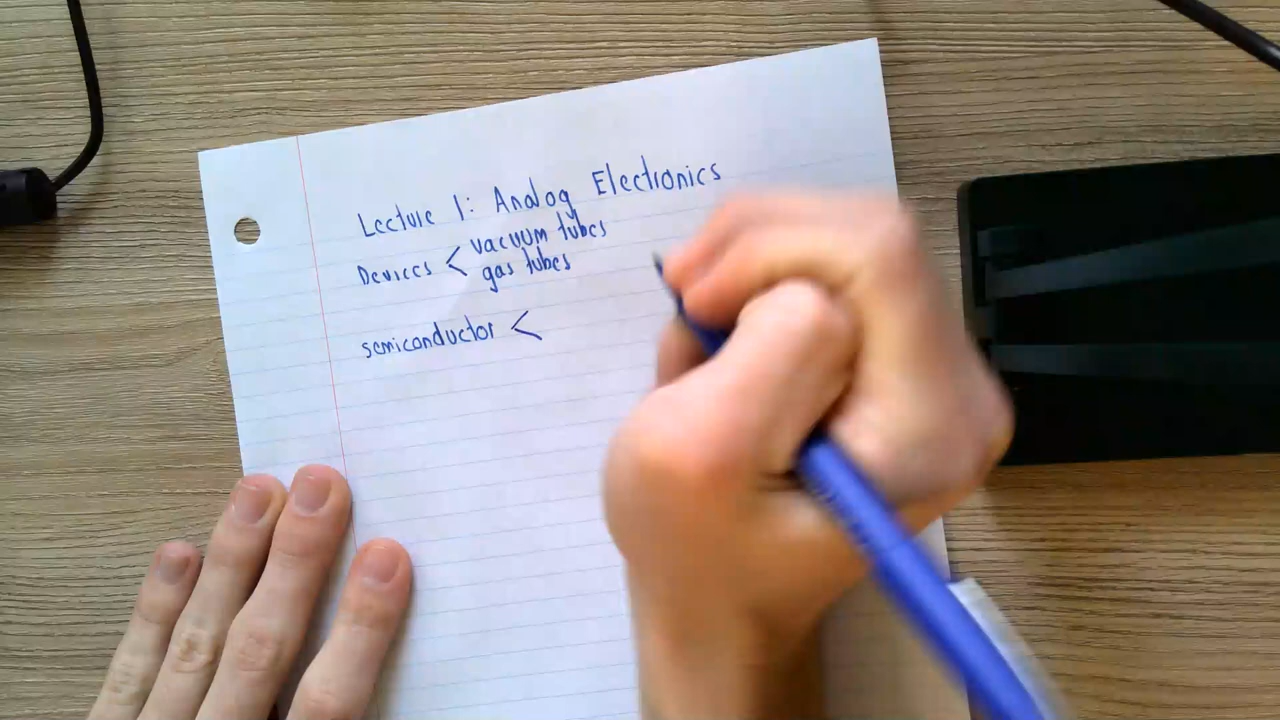 Lecture 1: Analog Electronics
Devices < vacuum tubes
gas tubes
semiconductor <